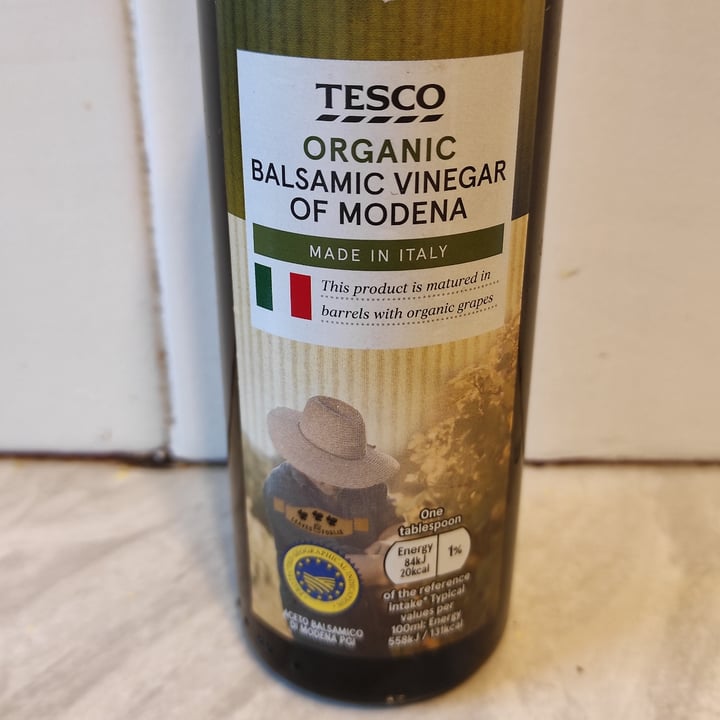 TESCO
ORGANIC
BALSAMIC VINEGAR
OF MODENA
MADE IN ITALY
This product is matured in
barrels with organic grapes
One
tablespoon
Energy
84kJ
20kcal
1%
of the reference
intake* Typical
values per
100ml: Energy
558kJ / 131kcal
ACETO BALSAMICO
DI MODENA PGI